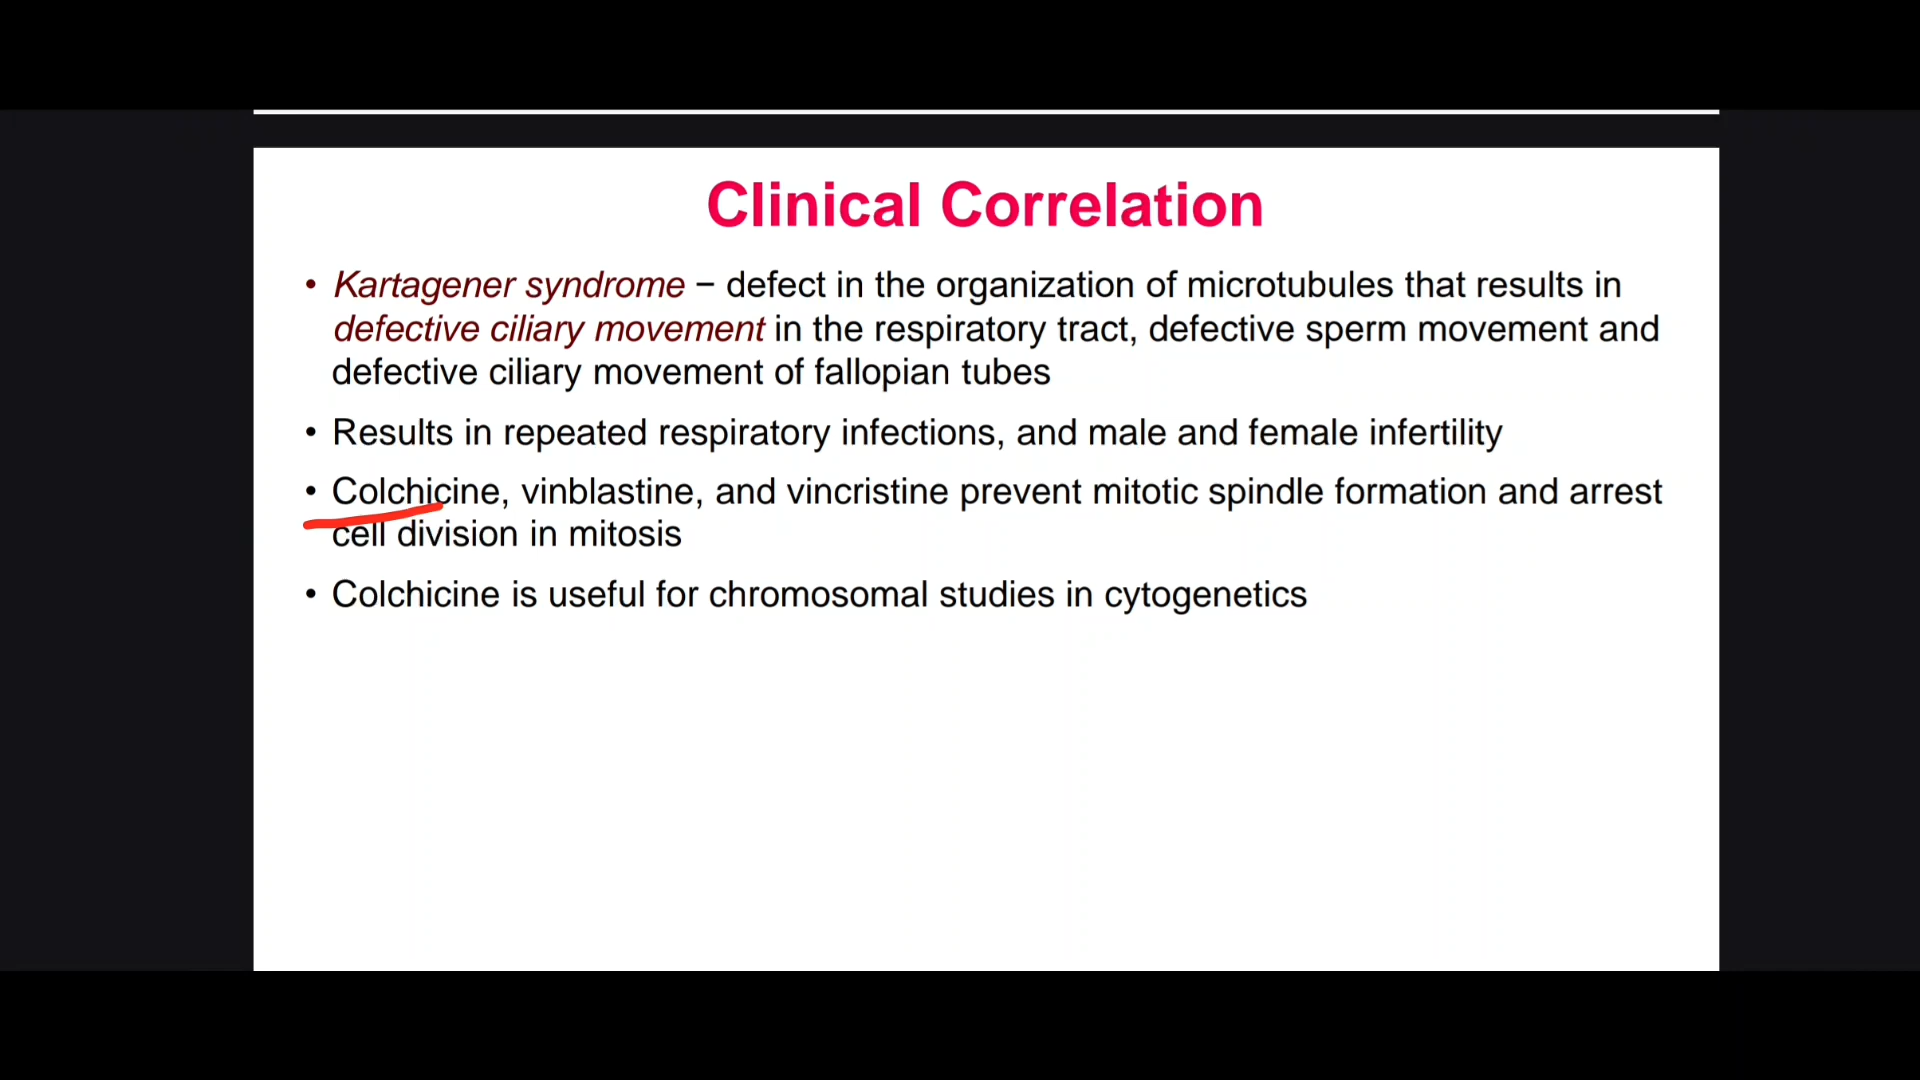 Clinical Correlation
• Kartagener syndrome – defect in the organization of microtubules that results in
defective ciliary movement in the respiratory tract, defective sperm movement and
defective ciliary movement of fallopian tubes
• Results in repeated respiratory infections, and male and female infertility
• Colchicine, vinblastine, and vincristine prevent mitotic spindle formation and arrest
cell division in mitosis
• Colchicine is useful for chromosomal studies in cytogenetics